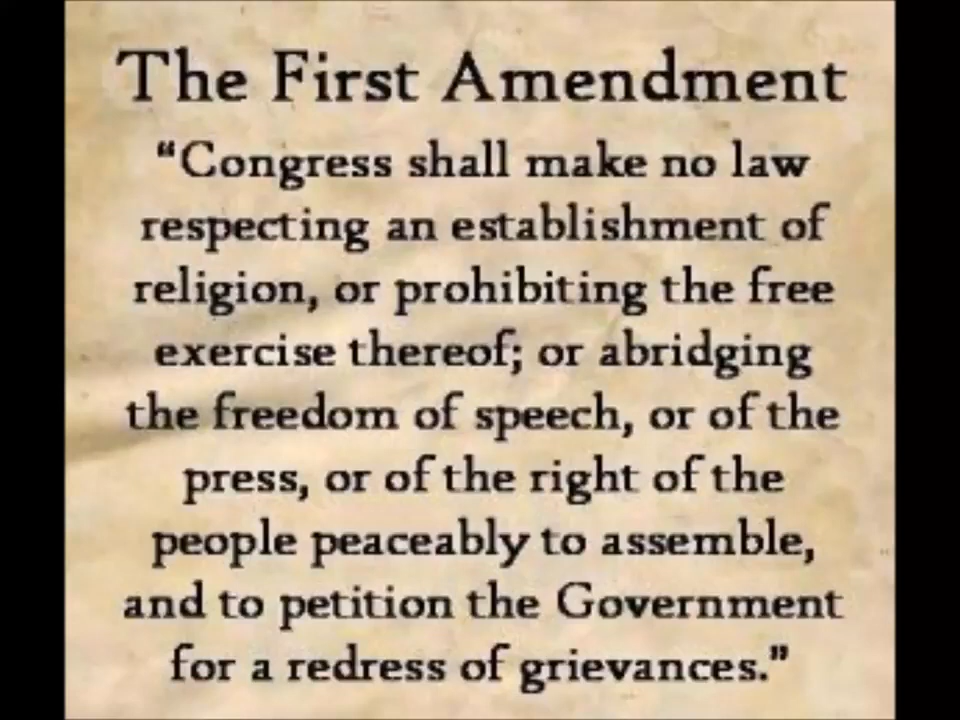 The First Amendment
“Congress shall make no law
respecting an establishment of
religion, or prohibiting the free
exercise thereof; or abridging
the freedom of speech, or of the
press, or of the right of the
people peaceably to assemble,
and to petition the Government
for a redress of grievances.”